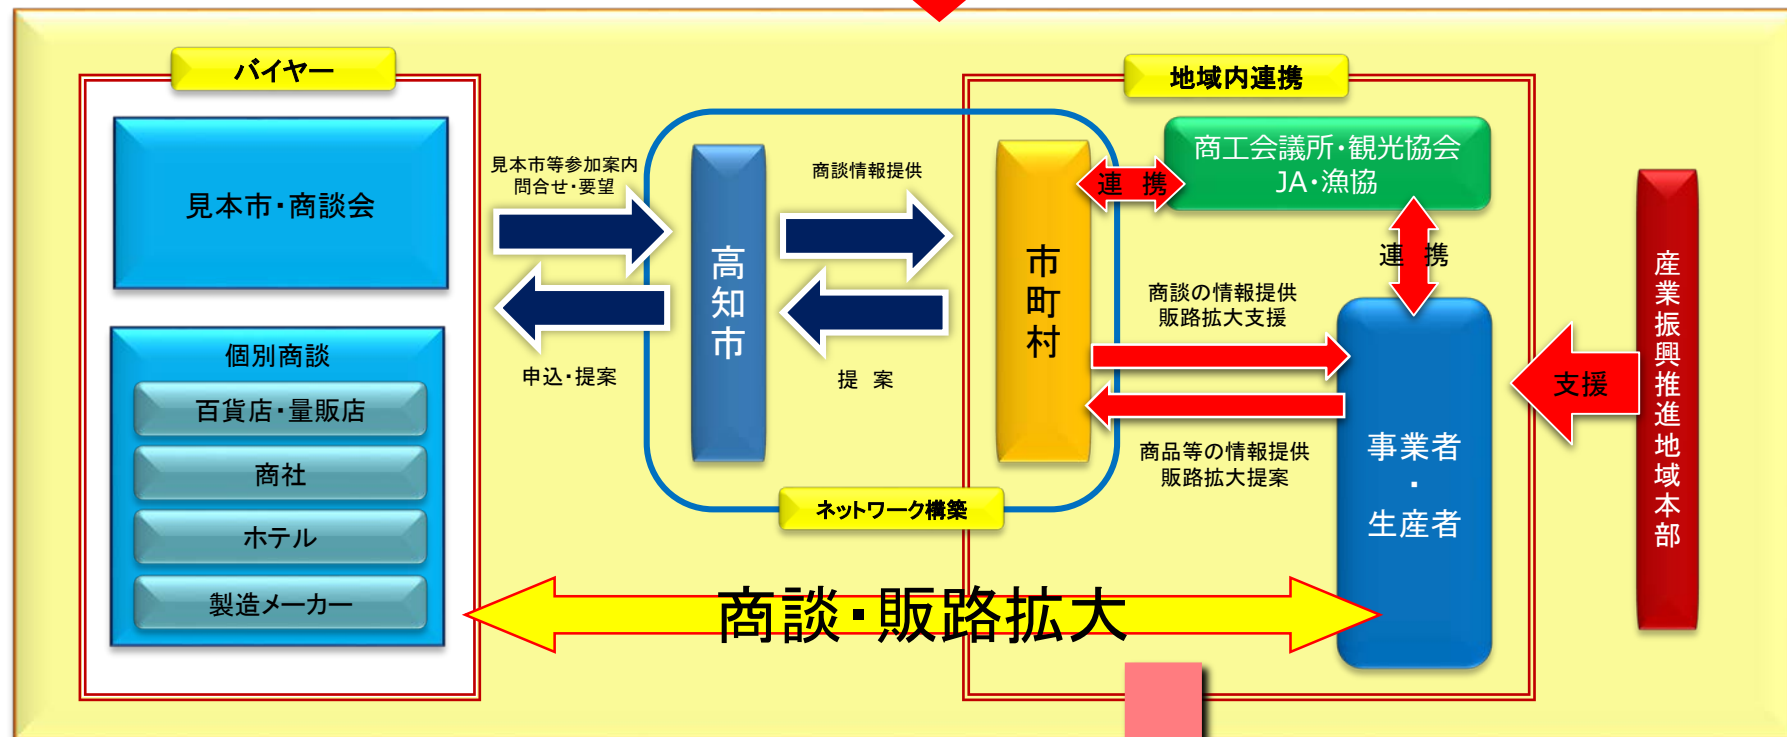 バイヤー
見本市・商談会
個別商談
百貨店・量販店
商社
ホテル
製造メーカー
見本市等参加案内
問合せ・要望
申込・提案
高知市
商談情報提供
提 案
ネットワーク構築
地域内連携
市町村
連 携
商工会議所・観光協会
JA・漁協
連 携
商談の情報提供
販路拡大支援
商品等の情報提供
販路拡大提案
事業者
・
生産者
支援
産業振興推進地域本部
商談・販路拡大